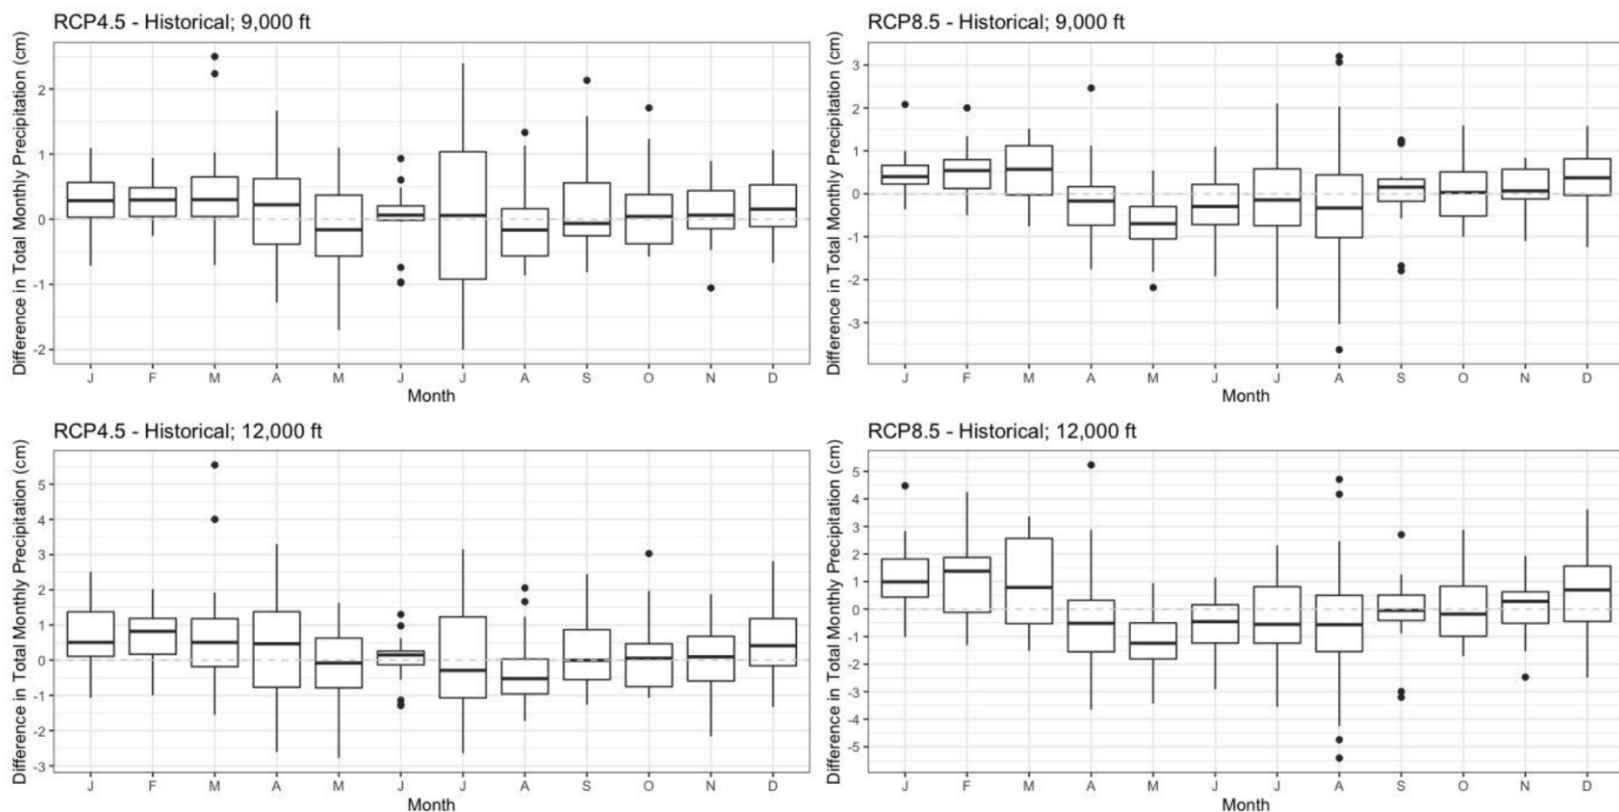 RCP4.5 - Historical; 9,000 ft
Difference in Total Monthly Precipitation (cm)
2
1
0
-1
-2
J F M A M J J A S O N D
Month
RCP8.5 - Historical; 9,000 ft
Difference in Total Monthly Precipitation (cm)
3
2
1
0
-1
-2
-3
J F M A M J J A S O N D
Month
RCP4.5 - Historical; 12,000 ft
Difference in Total Monthly Precipitation (cm)
5
4
3
2
1
0
-1
-2
-3
J F M A M J J A S O N D
Month
RCP8.5 - Historical; 12,000 ft
Difference in Total Monthly Precipitation (cm)
5
4
3
2
1
0
-1
-2
-3
-4
-5
J F M A M J J A S O N D
Month